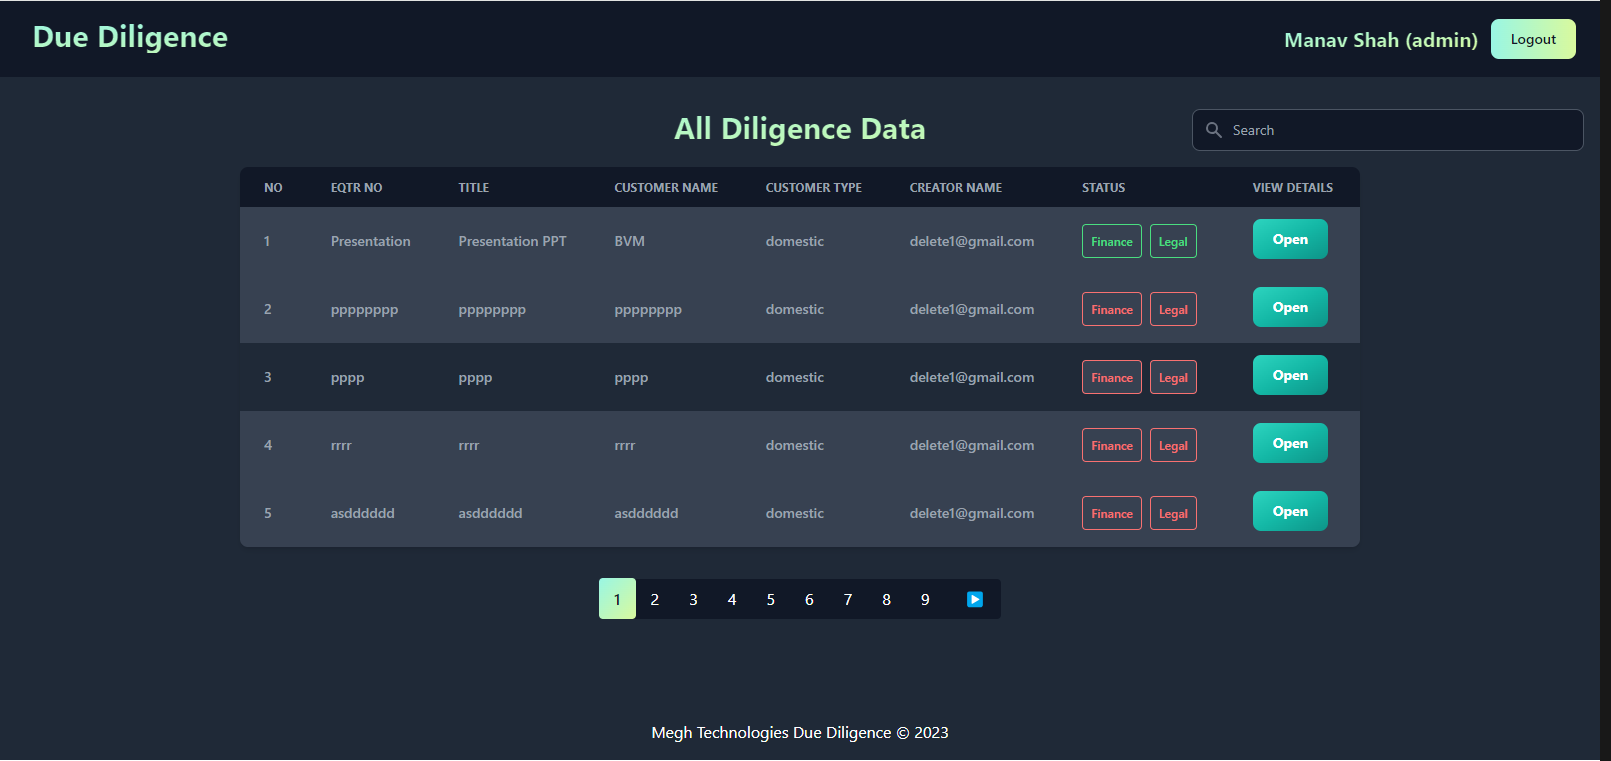 Due Diligence
Manav Shah (admin) Logout
All Diligence Data
Search
NO EQTR NO TITLE CUSTOMER NAME CUSTOMER TYPE CREATOR NAME STATUS VIEW DETAILS
1 Presentation Presentation PPT BVM domestic delete1@gmail.com Finance Legal Open
2 pppppppp pppppppp pppppppp domestic delete1@gmail.com Finance Legal Open
3 pppp pppp pppp domestic delete1@gmail.com Finance Legal Open
4 rrrr rrrr rrrr domestic delete1@gmail.com Finance Legal Open
5 asdddddd asdddddd asdddddd domestic delete1@gmail.com Finance Legal Open
1 2 3 4 5 6 7 8 9
Megh Technologies Due Diligence © 2023